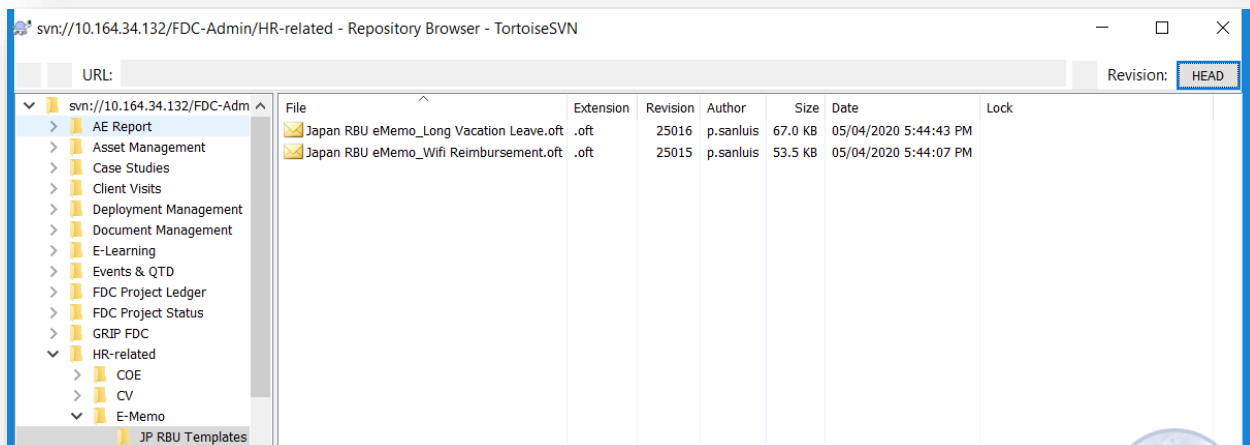 svn://10.164.34.132/FDC-Admin/HR-related - Repository Browser - TortoiseSVN
URL: Revision: HEAD
svn://10.164.34.132/FDC-Adm
AE Report
Asset Management
Case Studies
Client Visits
Deployment Management
Document Management
E-Learning
Events & QTD
FDC Project Ledger
FDC Project Status
GRIP FDC
HR-related
COE
CV
E-Memo
JP RBU Templates
File Extension Revision Author Size Date Lock
Japan RBU eMemo_Long Vacation Leave.oft .oft 25016 p.sanluis 67.0 KB 05/04/2020 5:44:43 PM
Japan RBU eMemo_Wifi Reimbursement.oft .oft 25015 p.sanluis 53.5 KB 05/04/2020 5:44:07 PM